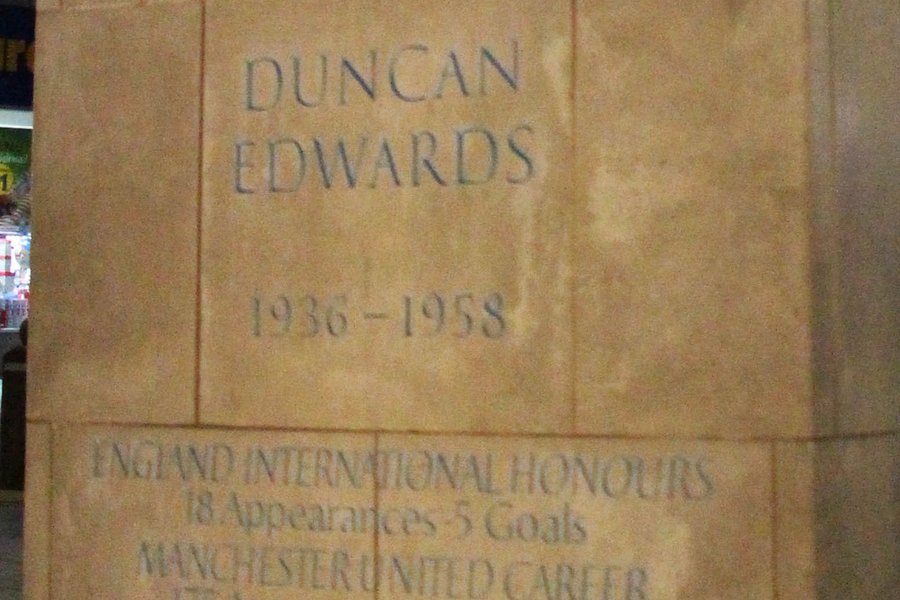 DUNCAN
EDWARDS
1936 – 1958
ENGLAND INTERNATIONAL HONOURS
18 Appearances - 5 Goals
MANCHESTER UNITED CAREER